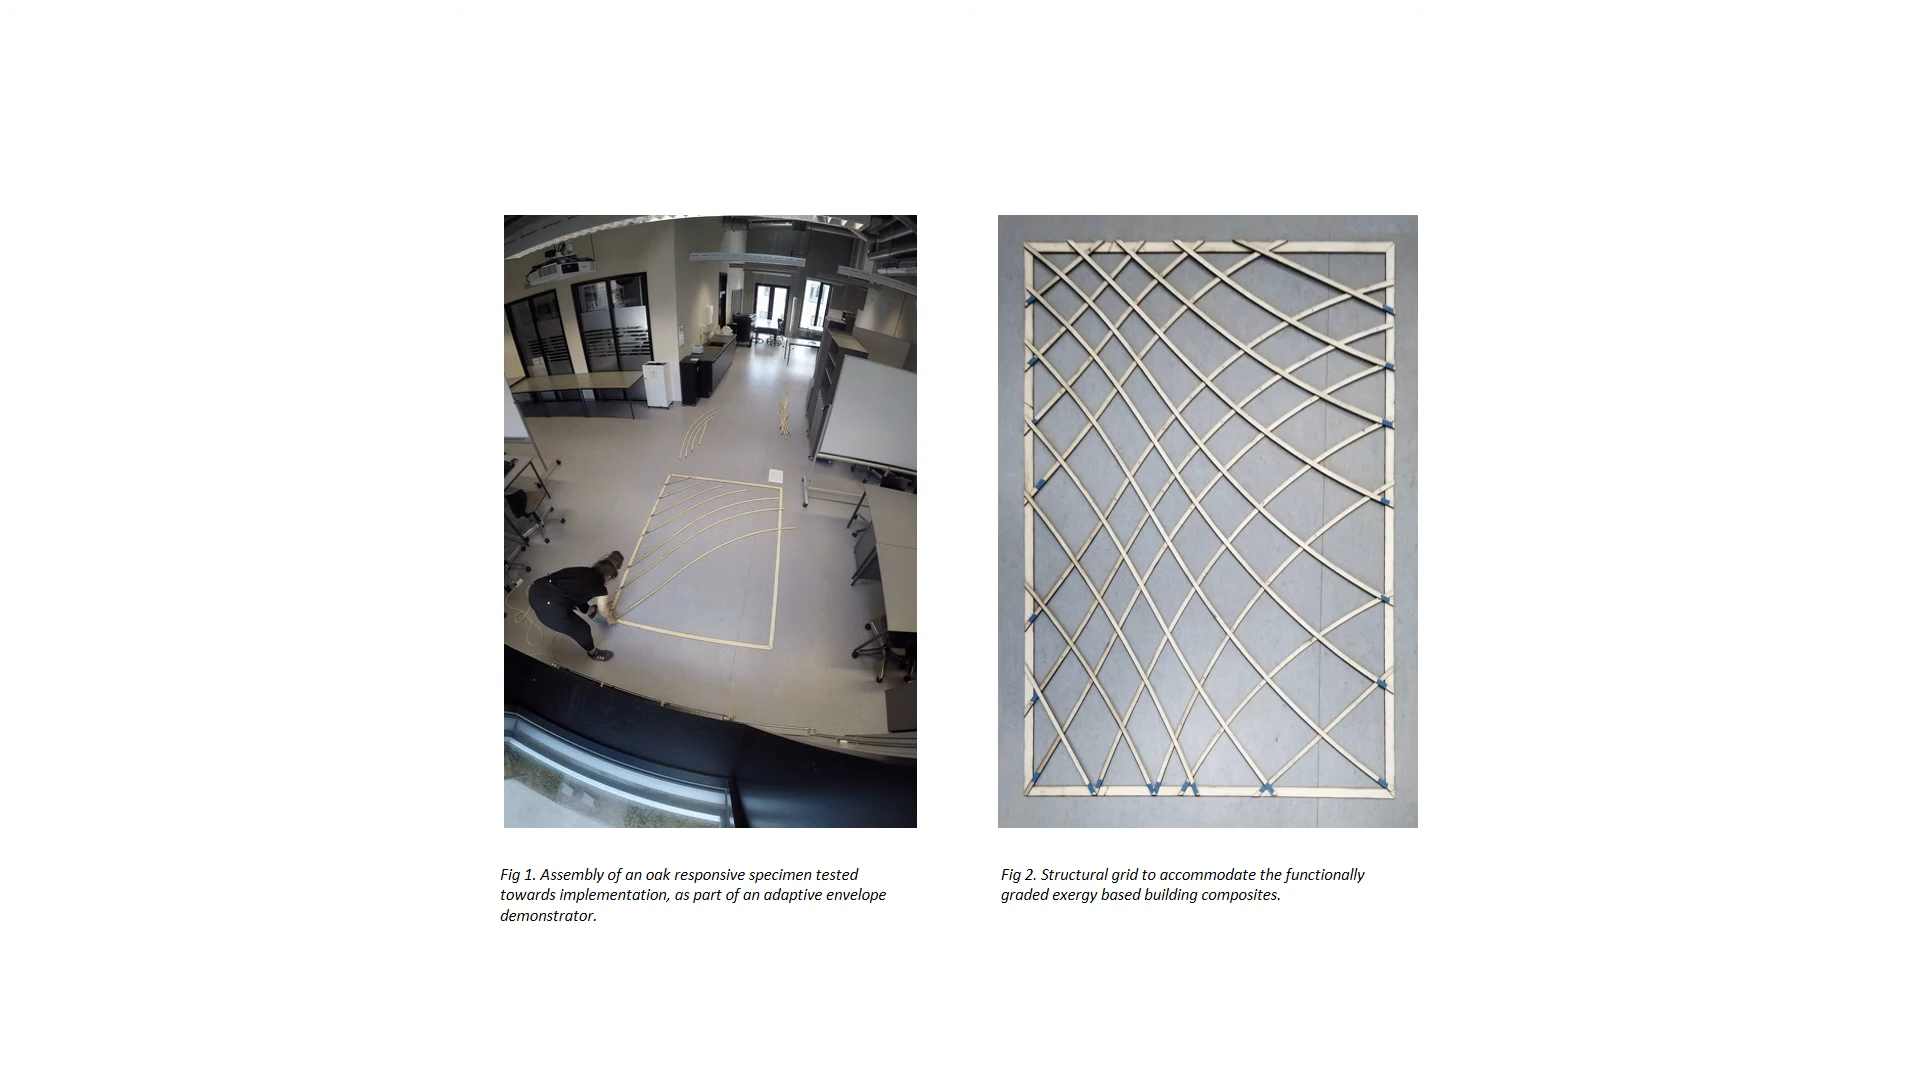 Fig 1. Assembly of an oak responsive specimen tested
towards implementation, as part of an adaptive envelope
demonstrator.
Fig 2. Structural grid to accommodate the functionally
graded exergy based building composites.